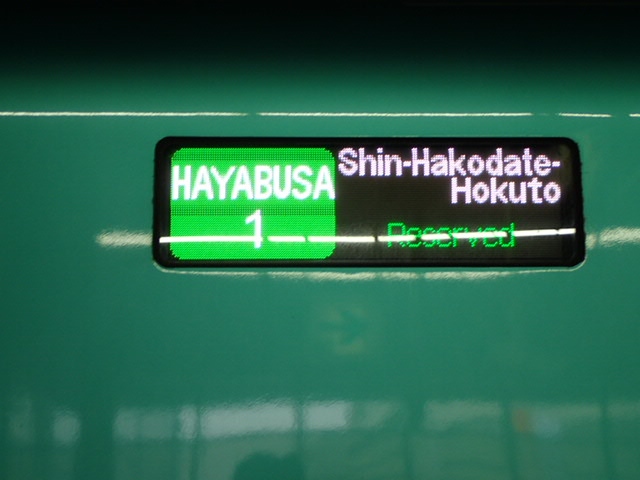 HAYABUSA
1
Shin-Hakodate-
Hokuto
Reserved